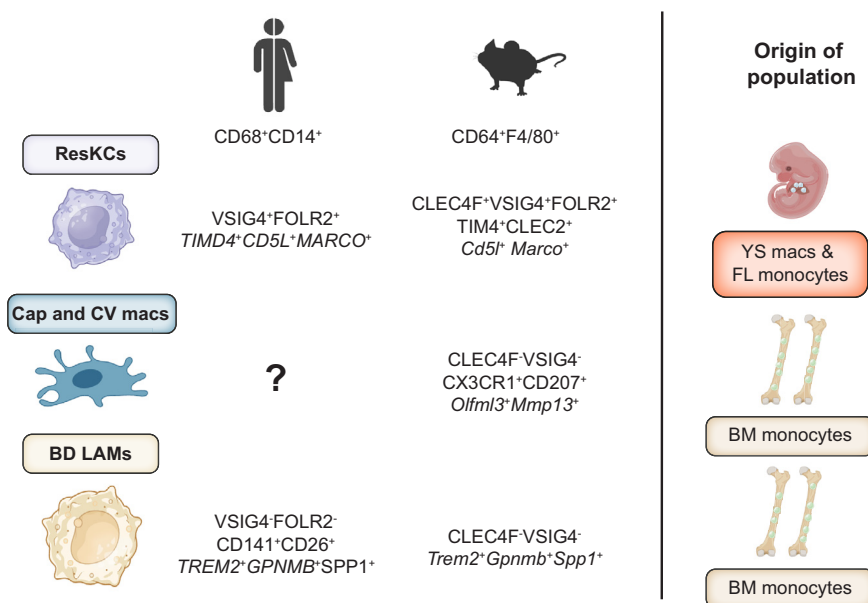 Origin of
population
CD68⁺CD14⁺
CD64⁺F4/80⁺
ResKCs
VSIG4⁺FOLR2⁺
TIMD4⁺CD5L⁺MARCO⁺
CLEC4F⁺VSIG4⁺FOLR2⁺
TIM4⁺CLEC2⁺
Cd5l⁺ Marco⁺
YS macs &
FL monocytes
Cap and CV macs
?
CLEC4F⁻VSIG4⁻
CX3CR1⁺CD207⁺
Olfml3⁺Mmp13⁺
BM monocytes
BD LAMs
VSIG4⁻FOLR2⁻
CD141⁺CD26⁺
TREM2⁺GPNMB⁺SPP1⁺
CLEC4F⁻VSIG4⁻
Trem2⁺Gpnmb⁺Spp1⁺
BM monocytes